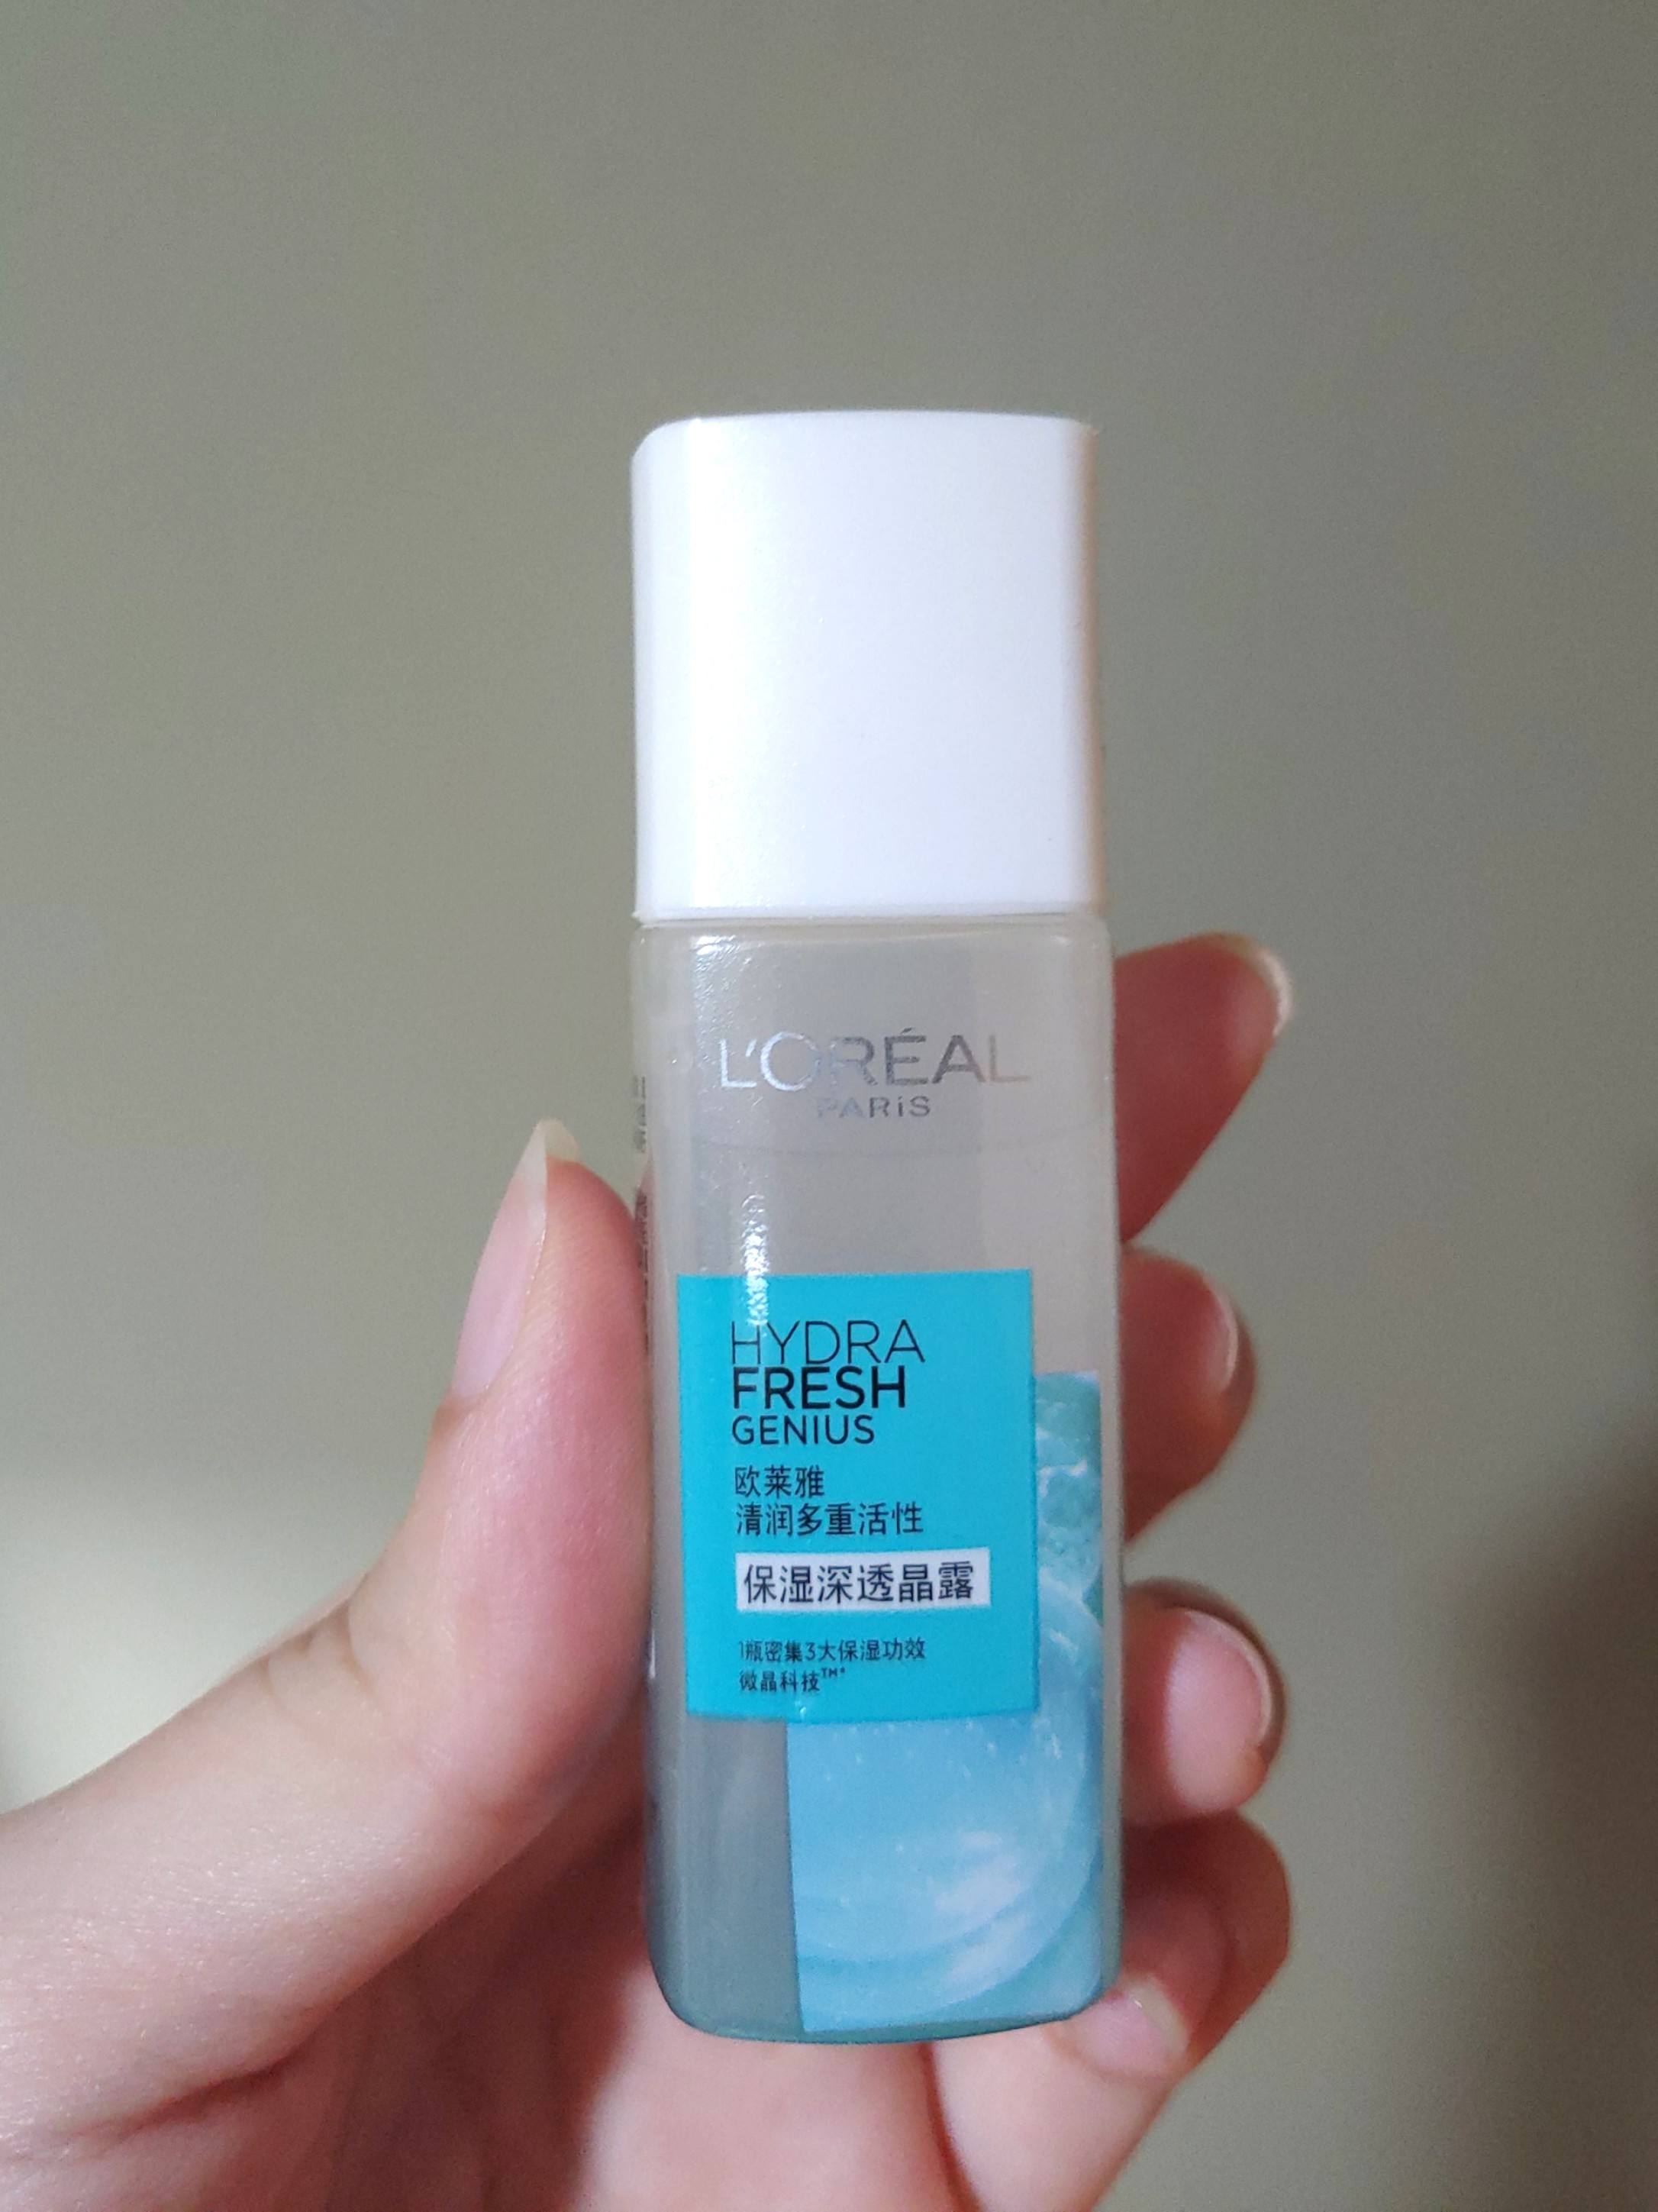 L'ORÉAL
PARiS
HYDRA
FRESH
GENIUS
欧莱雅
清润多重活性
保湿深透晶露
1瓶密集3大保湿功效
微晶科技™*